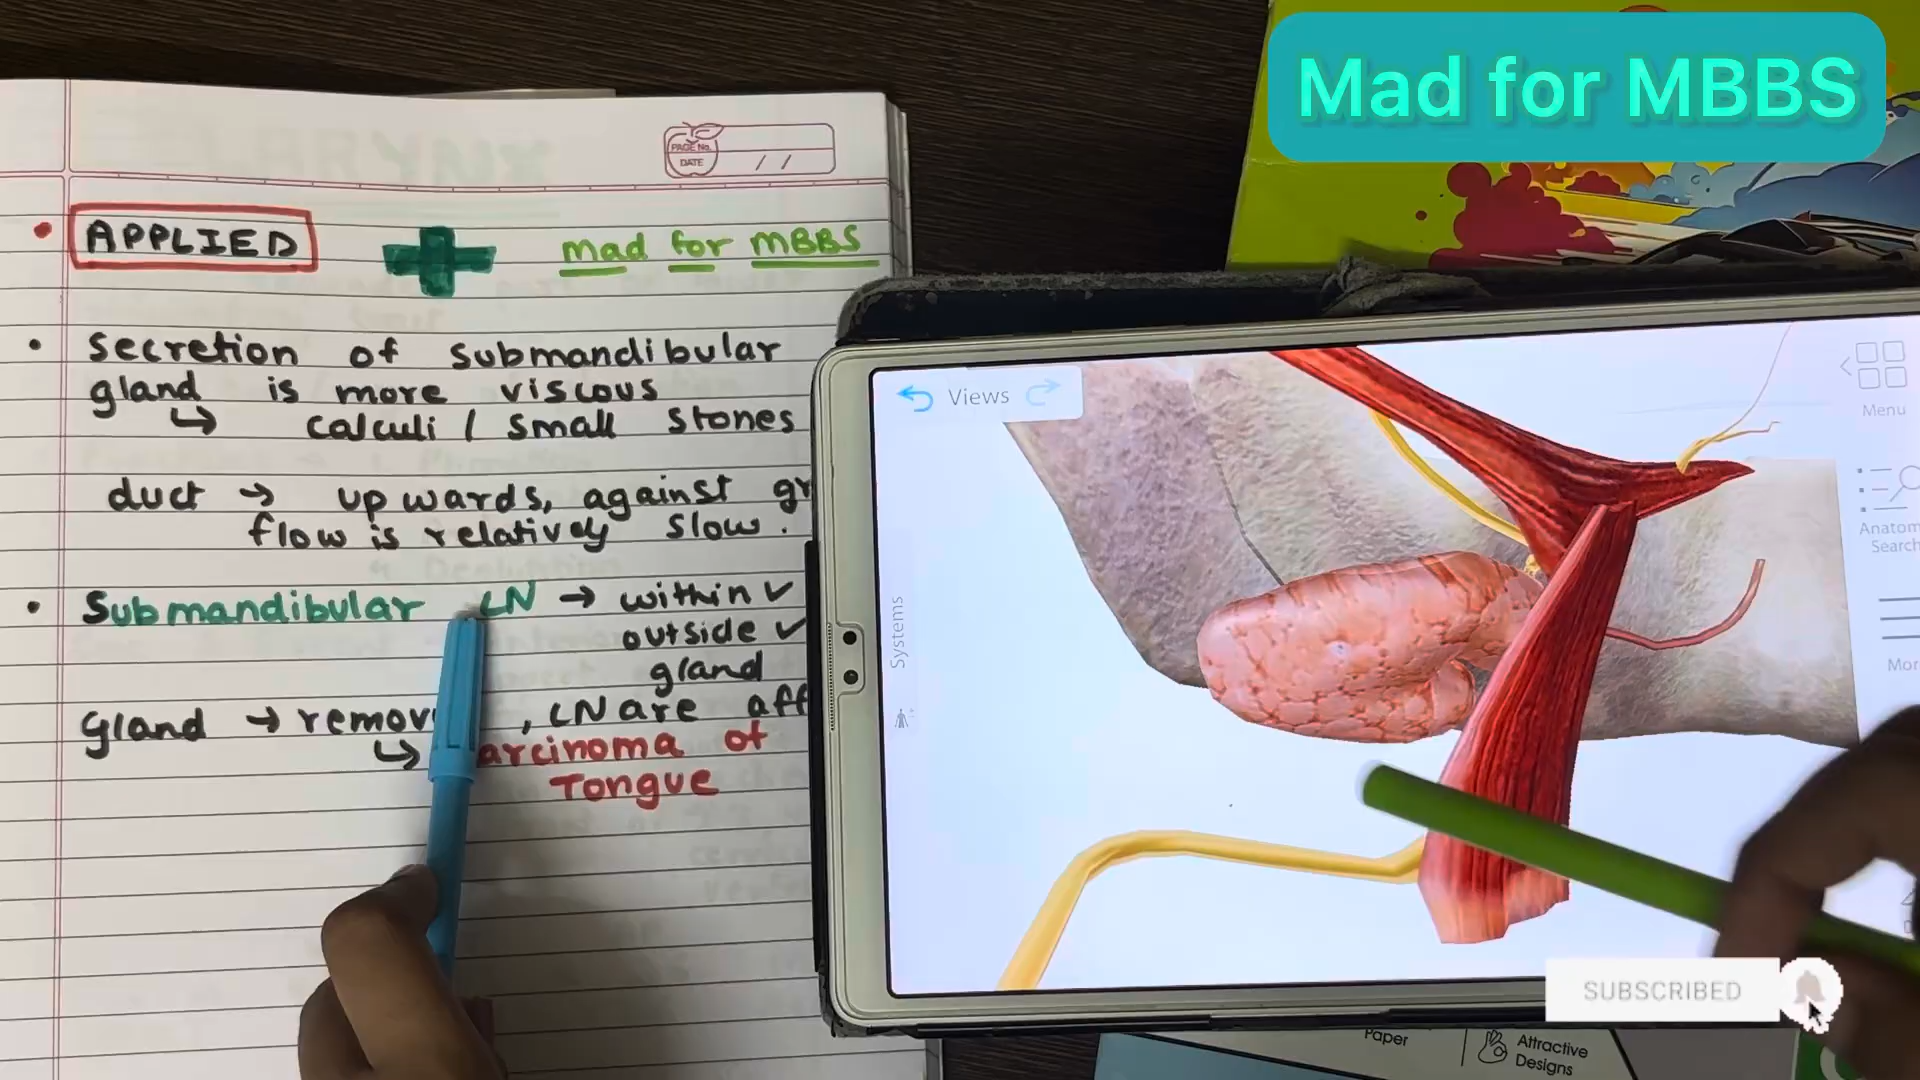 Mad for MBBS
PAGE No.
DATE / /
APPLIED
Mad for MBBS
Secretion of Submandibular
gland is more viscous
↳ calculi / small stones
duct → upwards, against
flow is relatively slow.
Submandibular LN → within ✓
outside ✓
gland
Gland → , LN are
↳ of
Tongue
Views
Menu
Systems
SUBSCRIBED
Paper
Attractive
Designs